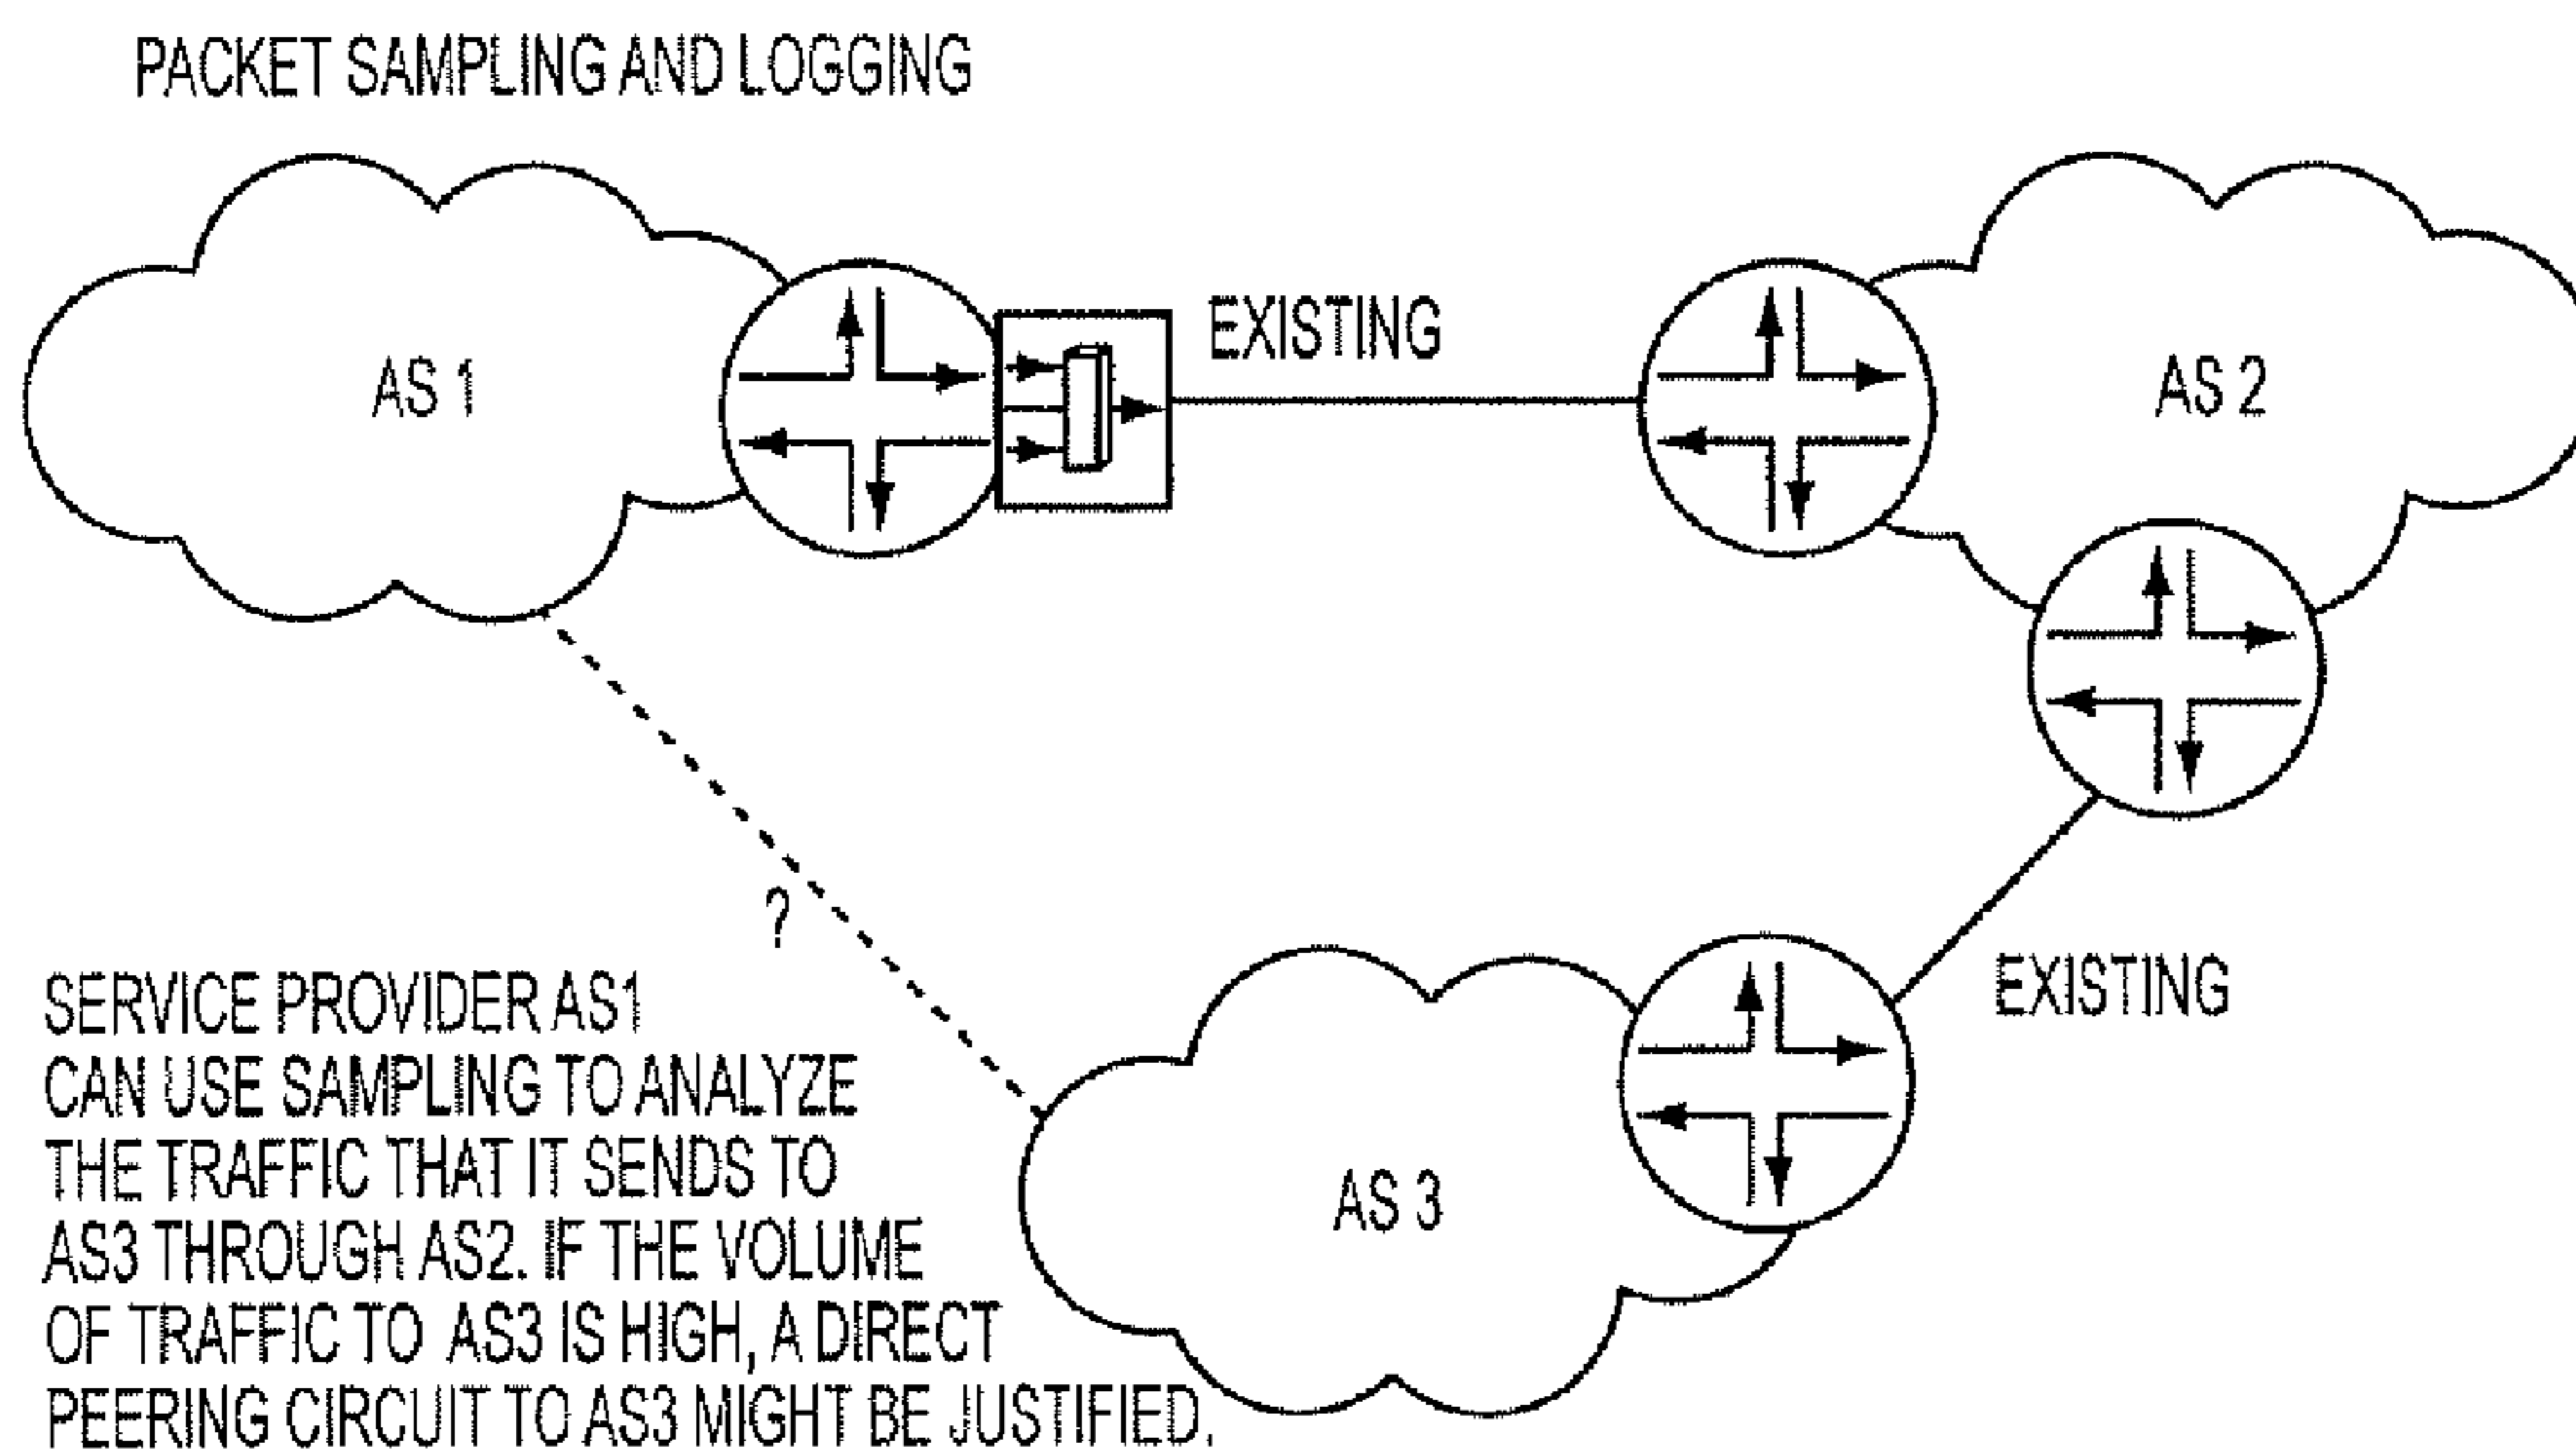 PACKET SAMPLING AND LOGGING
AS 1
EXISTING
AS 2
?
EXISTING
AS 3
SERVICE PROVIDER AS1
CAN USE SAMPLING TO ANALYZE
THE TRAFFIC THAT IT SENDS TO
AS3 THROUGH AS2. IF THE VOLUME
OF TRAFFIC TO AS3 IS HIGH, A DIRECT
PEERING CIRCUIT TO AS3 MIGHT BE JUSTIFIED.